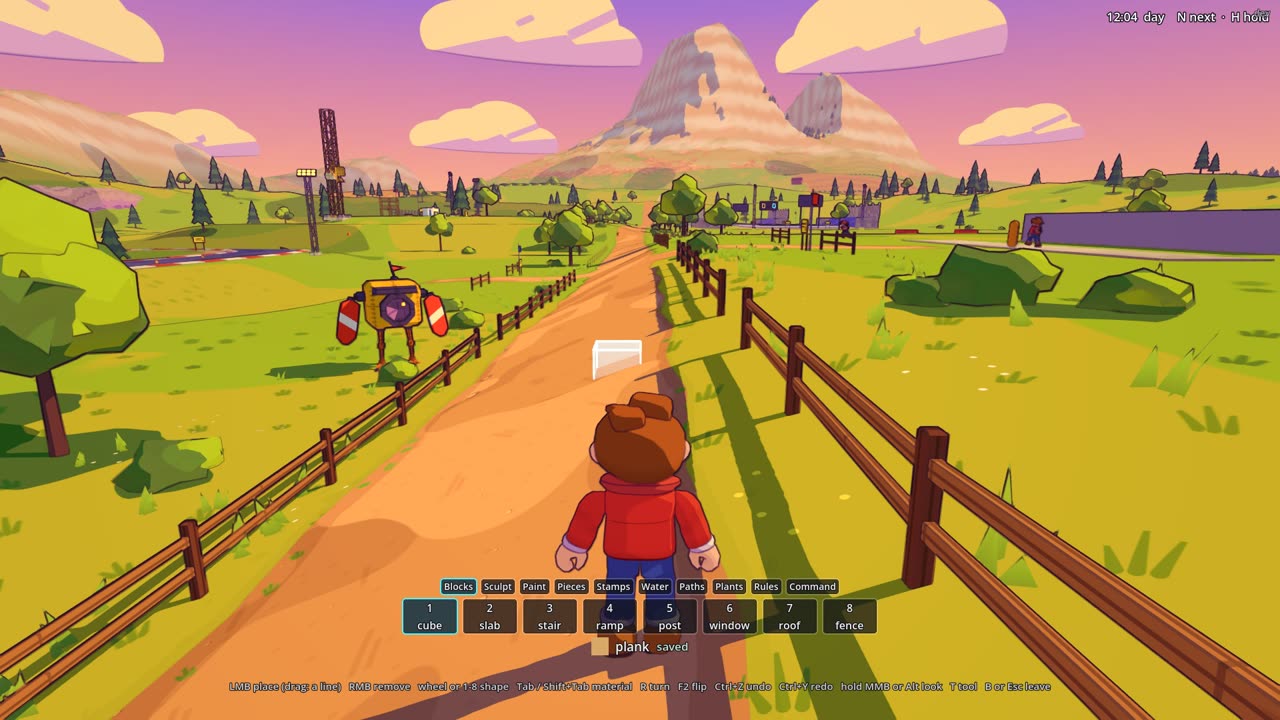 12:04 day N next · H hold
Blocks Sculpt Paint Pieces Stamps Water Paths Plants Rules Command
1 2 3 4 5 6 7 8
cube slab stair ramp post window roof fence
plank saved
LMB place (drag: a line) RMB remove wheel or 1-8 shape Tab / Shift+Tab material R turn F2 flip Ctrl+Z undo Ctrl+Y redo hold MMB or Alt look T tool B or Esc leave